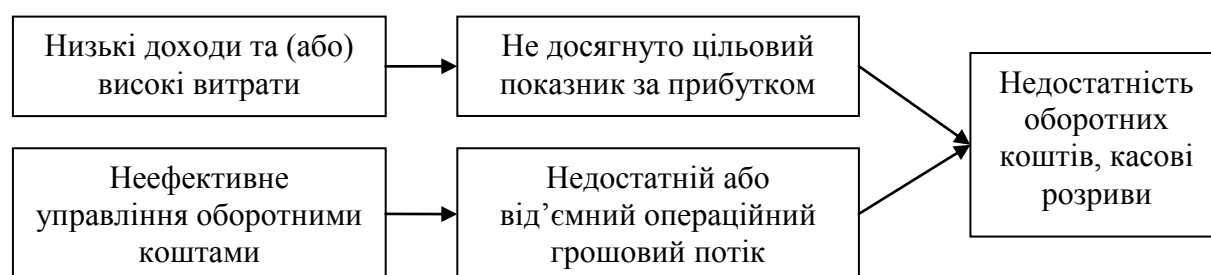 Низькі доходи та (або)
високі витрати
Не досягнуто цільовий
показник за прибутком
Недостатність
оборотних
коштів, касові
розриви
Неефективне
управління оборотними
коштами
Недостатній або
від’ємний операційний
грошовий потік